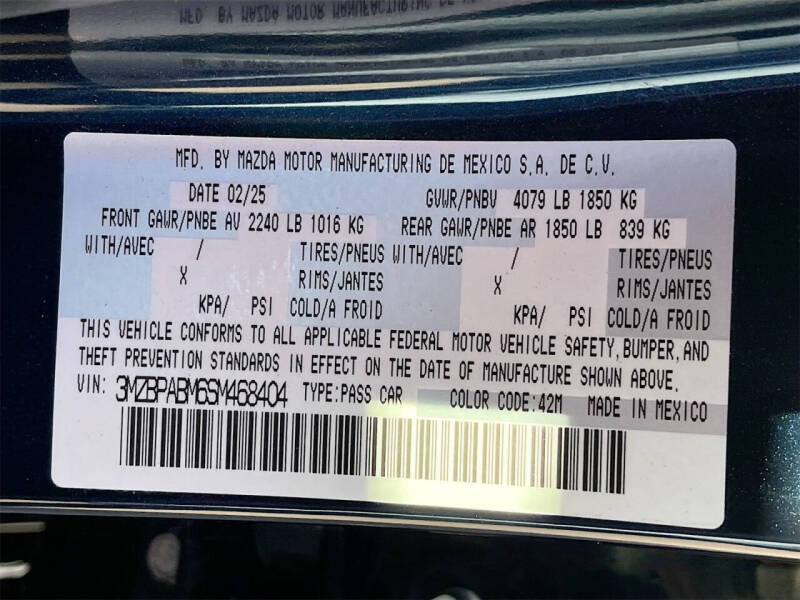 MFD. BY MAZDA MOTOR MANUFACTURING DE MEXICO S.A. DE C.V.
DATE 02/25 GVWR/PNBV 4079 LB 1850 KG
FRONT GAWR/PNBE AV 2240 LB 1016 KG REAR GAWR/PNBE AR 1850 LB 839 KG
WITH/AVEC / TIRES/PNEUS WITH/AVEC / TIRES/PNEUS
X RIMS/JANTES X RIMS/JANTES
KPA/ PSI COLD/A FROID KPA/ PSI COLD/A FROID
THIS VEHICLE CONFORMS TO ALL APPLICABLE FEDERAL MOTOR VEHICLE SAFETY, BUMPER, AND
THEFT PREVENTION STANDARDS IN EFFECT ON THE DATE OF MANUFACTURE SHOWN ABOVE.
VIN: 3MZBPABM6SM468404 TYPE:PASS CAR COLOR CODE:42M MADE IN MEXICO